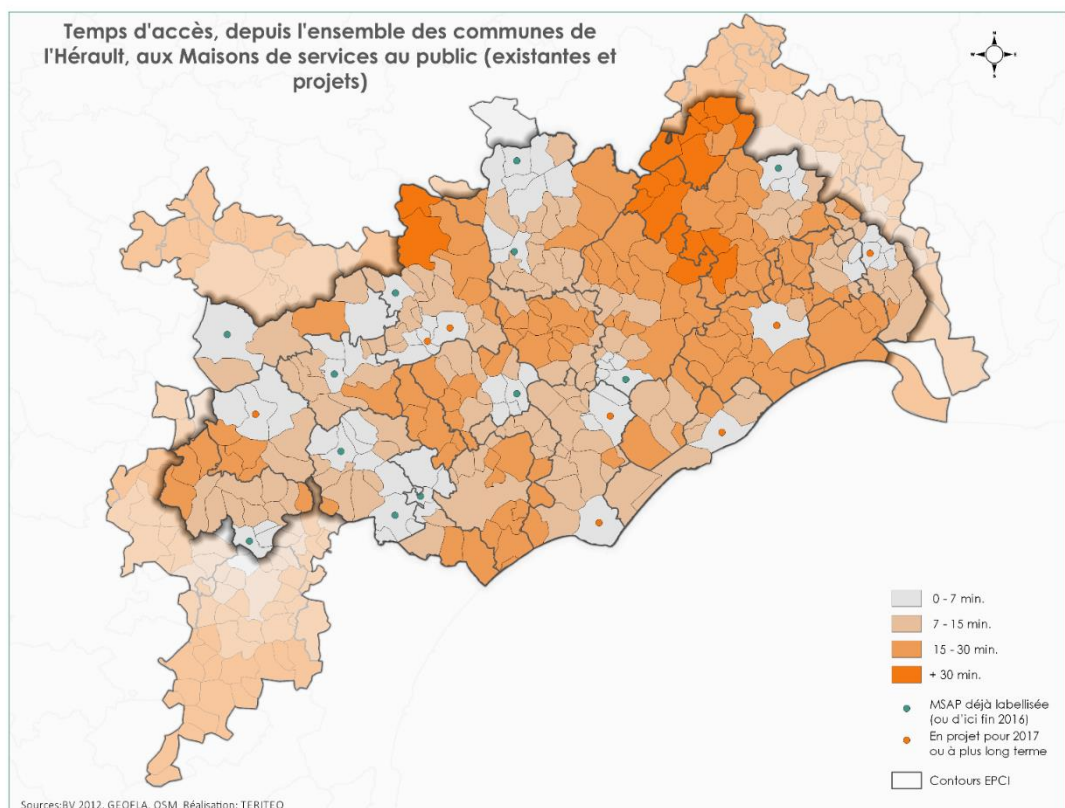 Temps d'accès, depuis l'ensemble des communes de
l'Hérault, aux Maisons de services au public (existantes et
projets)
0 - 7 min.
7 - 15 min.
15 - 30 min.
+ 30 min.
MSAP déjà labellisée
(ou d'ici fin 2016)
En projet pour 2017
ou à plus long terme
Contours EPCI
Sources:BV 2012, GEOFLA, OSM Réalisation: TERITEO